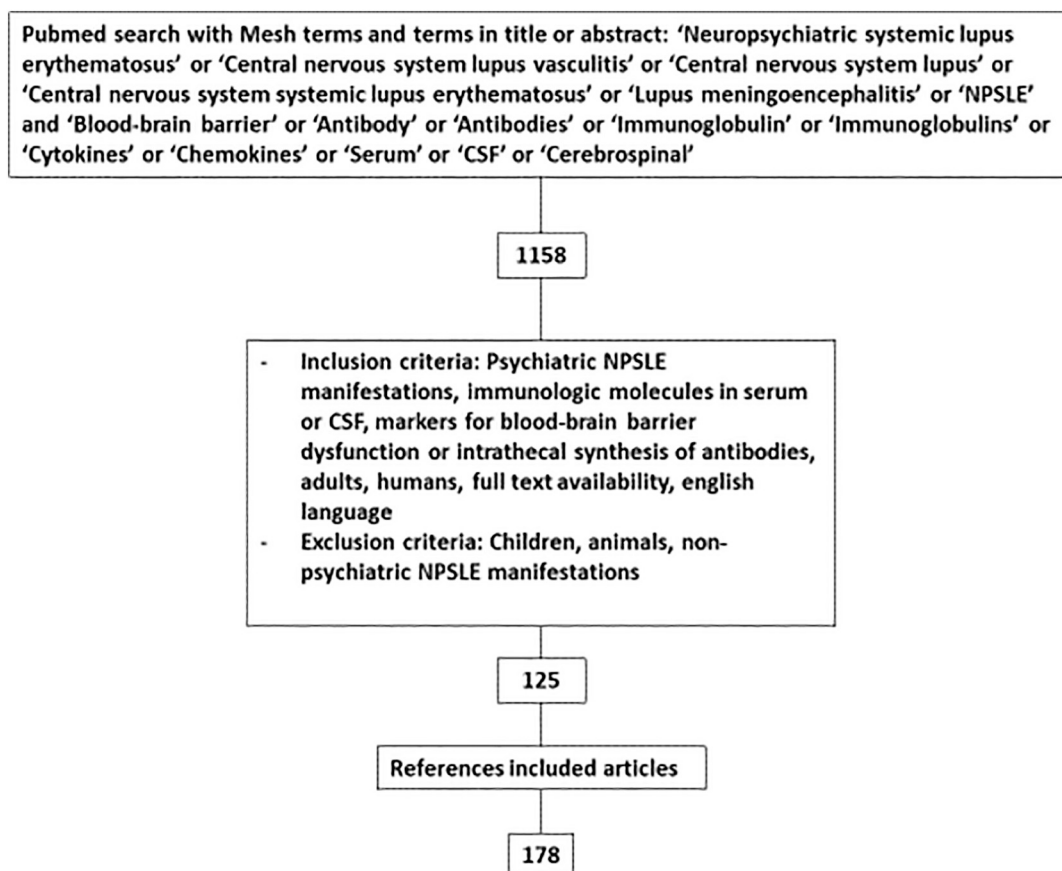 Pubmed search with Mesh terms and terms in title or abstract: 'Neuropsychiatric systemic lupus
erythematosus' or 'Central nervous system lupus vasculitis' or 'Central nervous system lupus' or
'Central nervous system systemic lupus erythematosus' or 'Lupus meningoencephalitis' or 'NPSLE'
and 'Blood-brain barrier' or 'Antibody' or 'Antibodies' or 'Immunoglobulin' or 'Immunoglobulins' or
'Cytokines' or 'Chemokines' or 'Serum' or 'CSF' or 'Cerebrospinal'
1158
- Inclusion criteria: Psychiatric NPSLE
manifestations, immunologic molecules in serum
or CSF, markers for blood-brain barrier
dysfunction or intrathecal synthesis of antibodies,
adults, humans, full text availability, english
language
- Exclusion criteria: Children, animals, non-
psychiatric NPSLE manifestations
125
References included articles
178